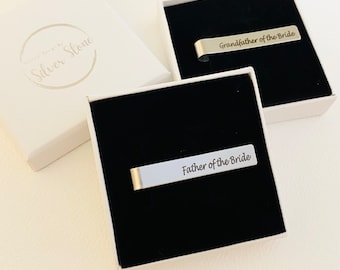 Silver Stone
Grandfather of the Bride
Father of the Bride